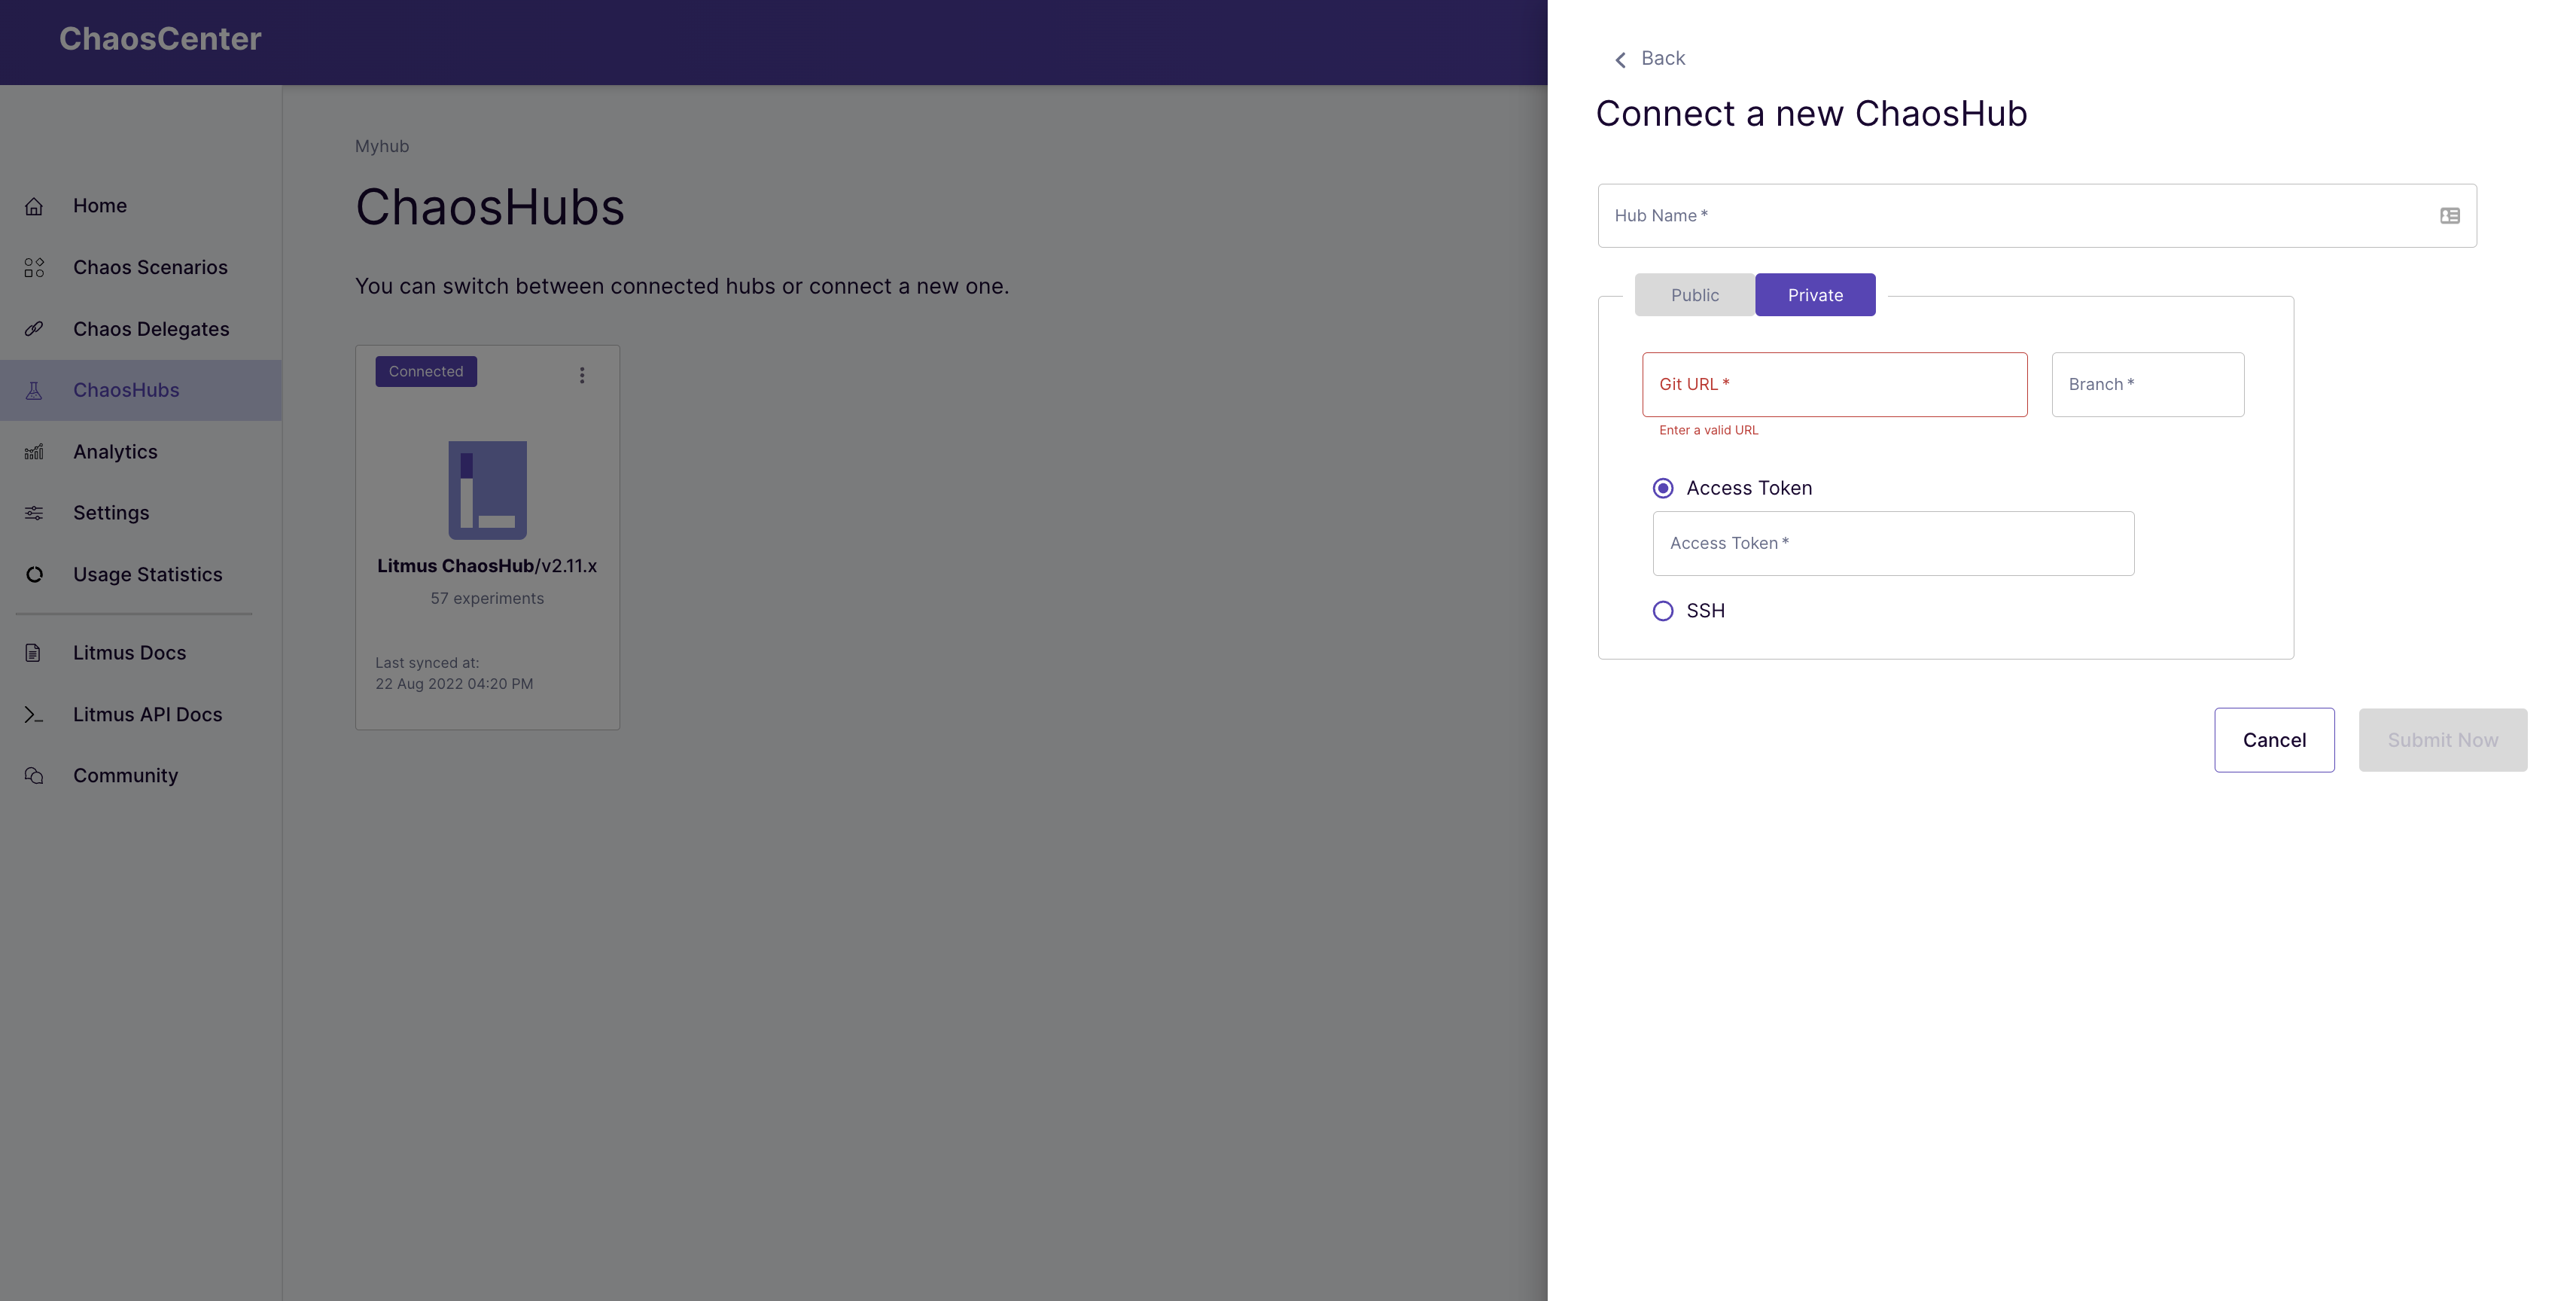 ChaosCenter
Home
Chaos Scenarios
Chaos Delegates
ChaosHubs
Analytics
Settings
Usage Statistics
Litmus Docs
Litmus API Docs
Community
Myhub
ChaosHubs
You can switch between connected hubs or connect a new one.
Connected
Litmus ChaosHub/v2.11.x
57 experiments
Last synced at:
22 Aug 2022 04:20 PM
Back
Connect a new ChaosHub
Hub Name *
Public
Private
Git URL *
Branch *
Enter a valid URL
Access Token
Access Token *
SSH
Cancel
Submit Now